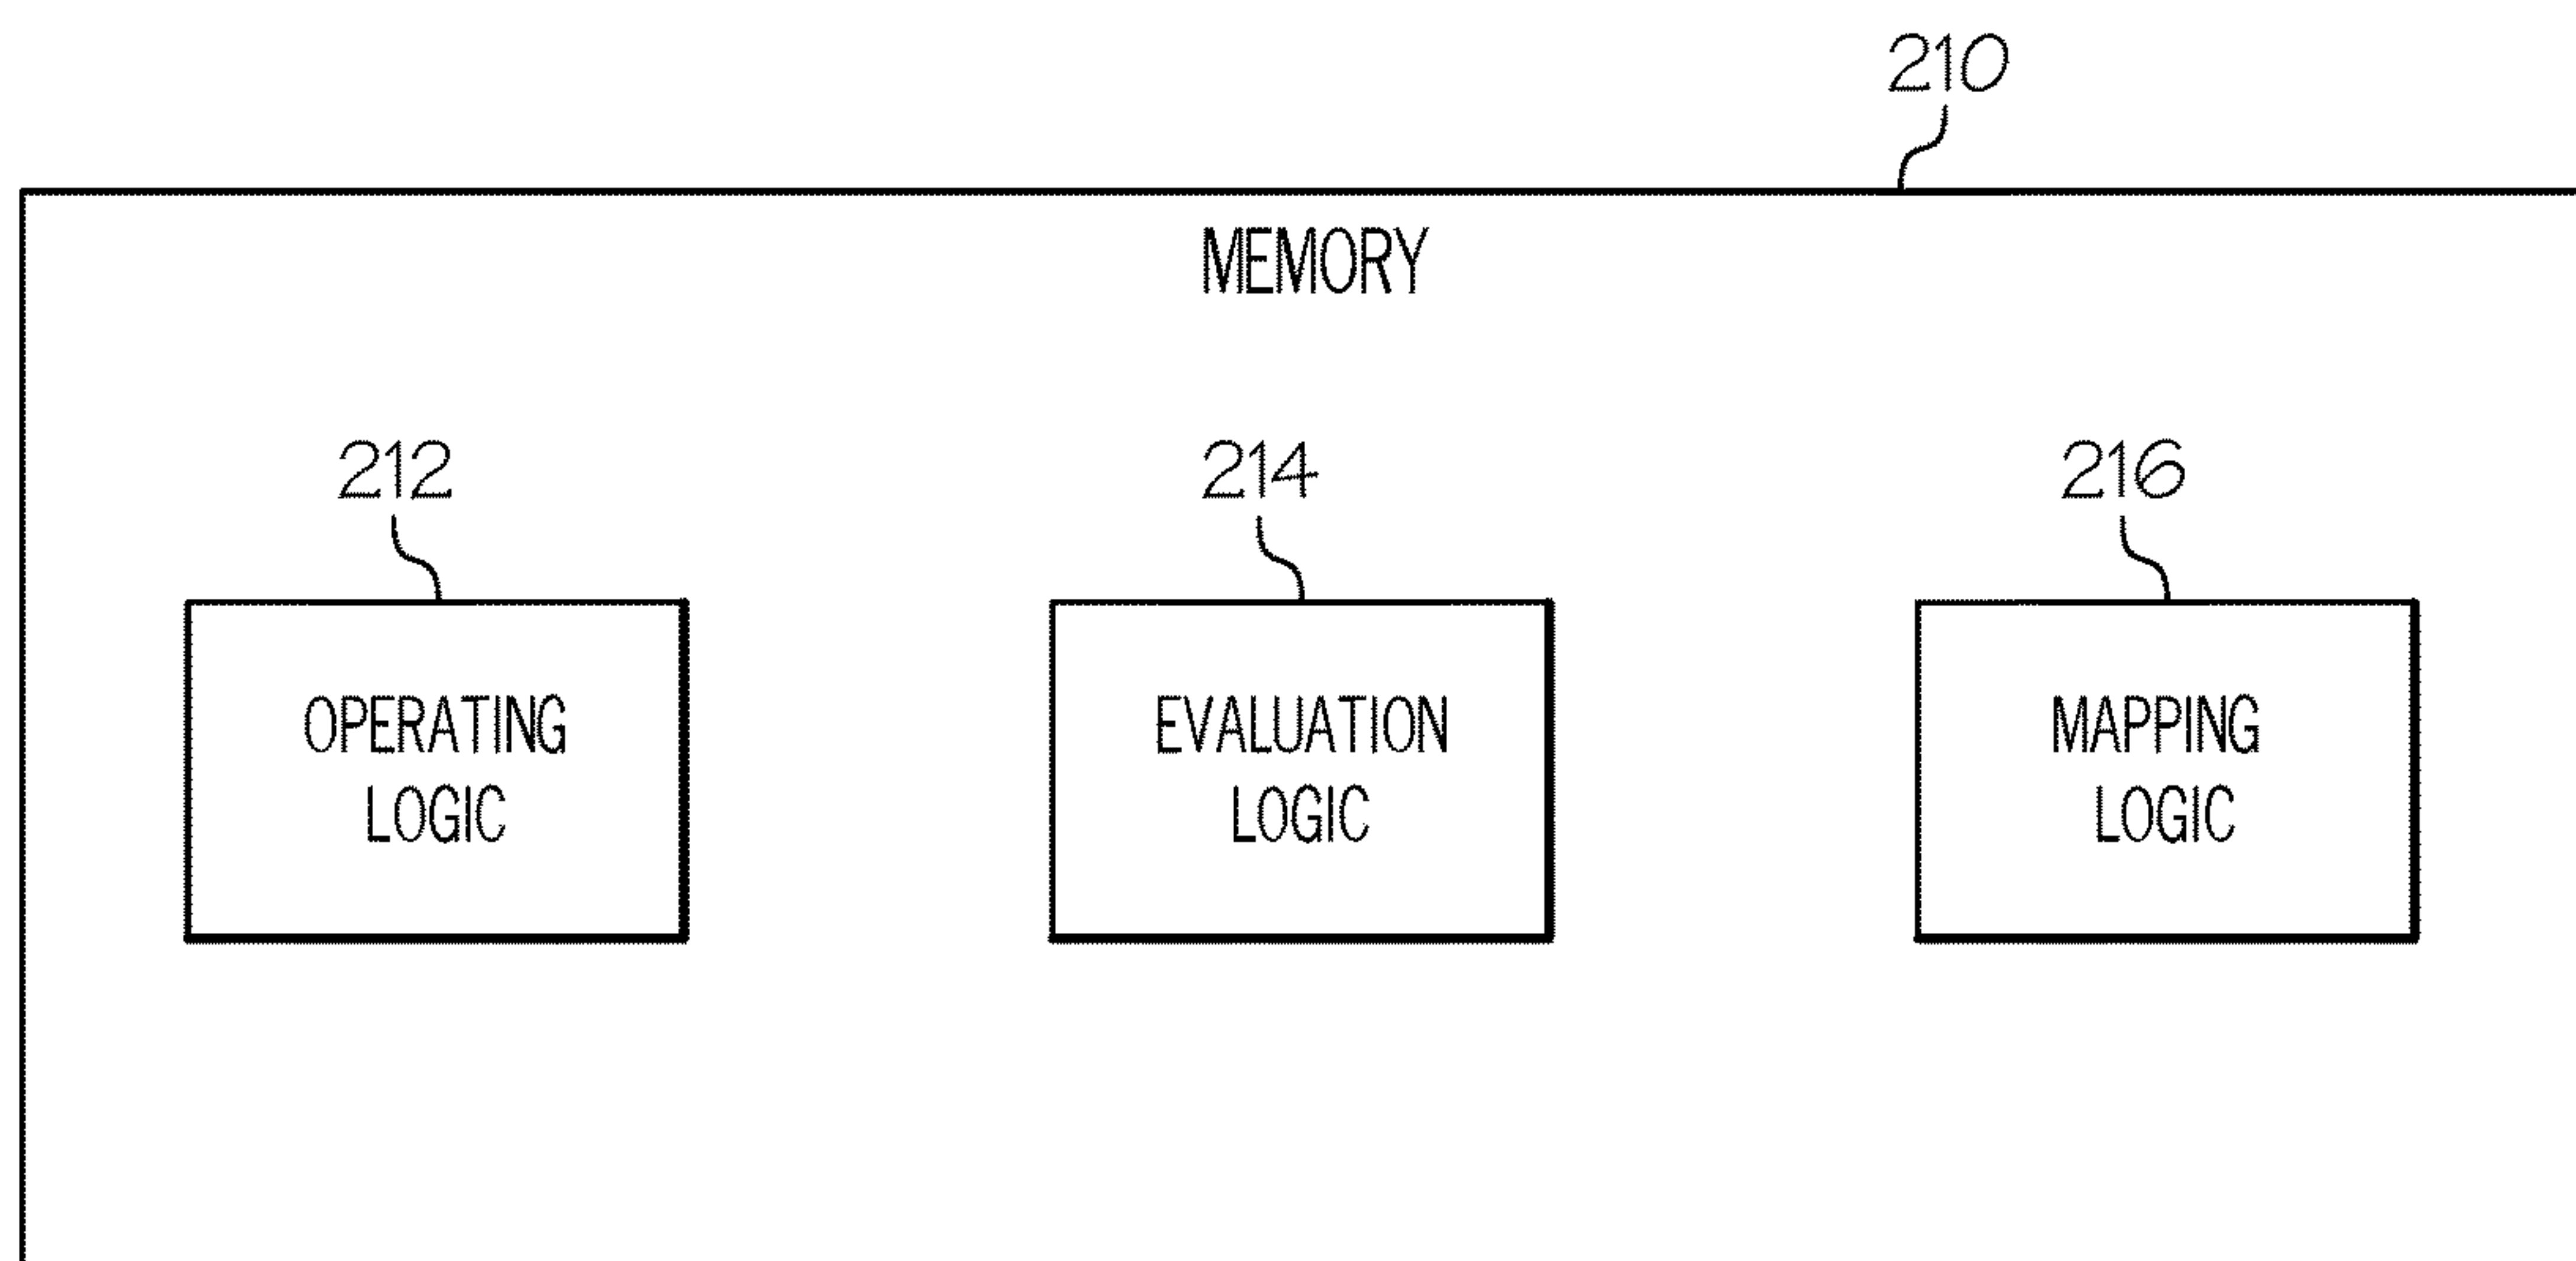 210
MEMORY
212
214
216
OPERATING
LOGIC
EVALUATION
LOGIC
MAPPING
LOGIC